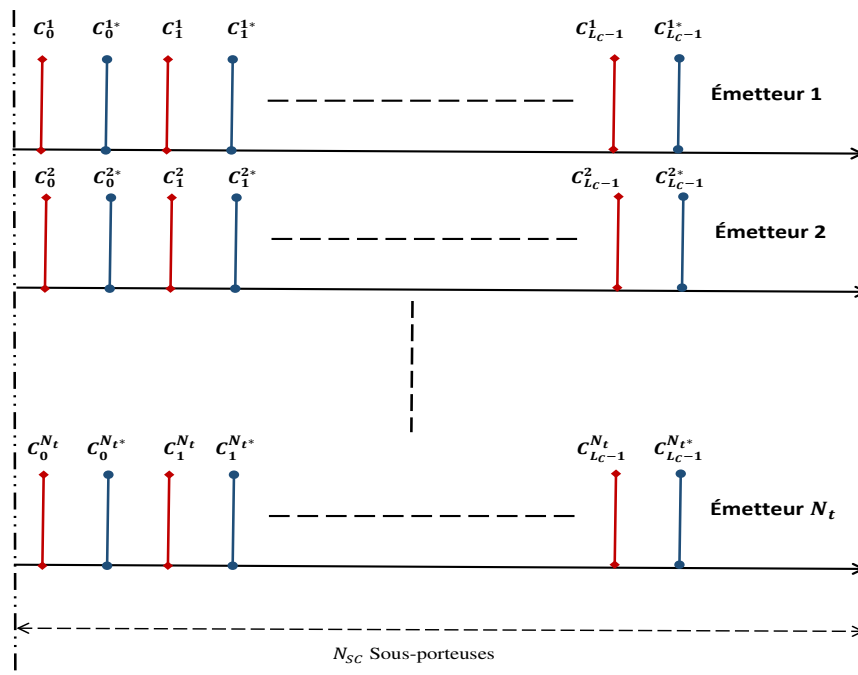 C_0^1 C_0^{1*} C_1^1 C_1^{1*} C_{L_C-1}^1 C_{L_C-1}^{1*}
Émetteur 1
C_0^2 C_0^{2*} C_1^2 C_1^{2*} C_{L_C-1}^2 C_{L_C-1}^{2*}
Émetteur 2
C_0^{N_t} C_0^{N_t*} C_1^{N_t} C_1^{N_t*} C_{L_C-1}^{N_t} C_{L_C-1}^{N_t*}
Émetteur N_t
N_{SC} Sous-porteuses